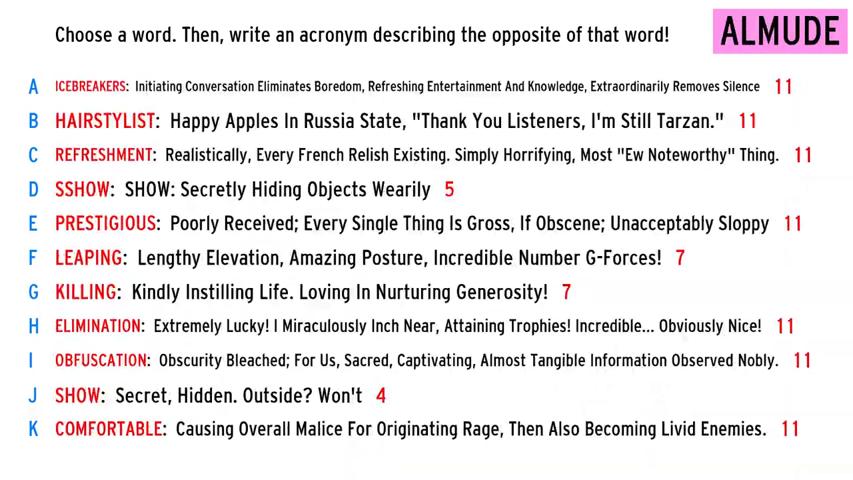 Choose a word. Then, write an acronym describing the opposite of that word!
ALMUDE
A ICEBREAKERS: Initiating Conversation Eliminates Boredom, Refreshing Entertainment And Knowledge, Extraordinarily Removes Silence 11
B HAIRSTYLIST: Happy Apples In Russia State, "Thank You Listeners, I'm Still Tarzan." 11
C REFRESHMENT: Realistically, Every French Relish Existing. Simply Horrifying, Most "Ew Noteworthy" Thing. 11
D SSHOW: SHOW: Secretly Hiding Objects Wearily 5
E PRESTIGIOUS: Poorly Received; Every Single Thing Is Gross, If Obscene; Unacceptably Sloppy 11
F LEAPING: Lengthy Elevation, Amazing Posture, Incredible Number G-Forces! 7
G KILLING: Kindly Instilling Life. Loving In Nurturing Generosity! 7
H ELIMINATION: Extremely Lucky! I Miraculously Inch Near, Attaining Trophies! Incredible... Obviously Nice! 11
I OBFUSCATION: Obscurity Bleached; For Us, Sacred, Captivating, Almost Tangible Information Observed Nobly. 11
J SHOW: Secret, Hidden. Outside? Won't 4
K COMFORTABLE: Causing Overall Malice For Originating Rage, Then Also Becoming Livid Enemies. 11